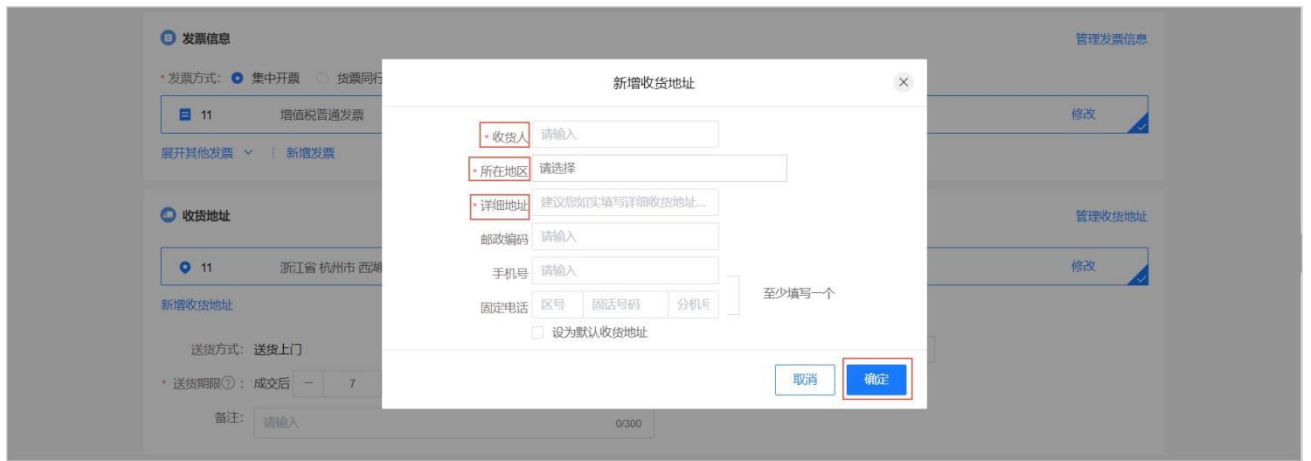 发票信息
管理发票信息
* 发票方式: 集中开票 货票同行
11 增值税普通发票 修改
展开其他发票 | 新增发票
收货地址
管理收货地址
11 浙江省 杭州市 西湖 修改
新增收货地址
送货方式: 送货上门
* 送货期限?: 成交后 — 7
备注: 请输入 0/300
新增收货地址 ×
* 收货人 请输入
* 所在地区 请选择
* 详细地址 建议您如实填写详细收货地址...
邮政编码 请输入
手机号 请输入
至少填写一个
固定电话 区号 固话号码 分机号
设为默认收货地址
取消 确定